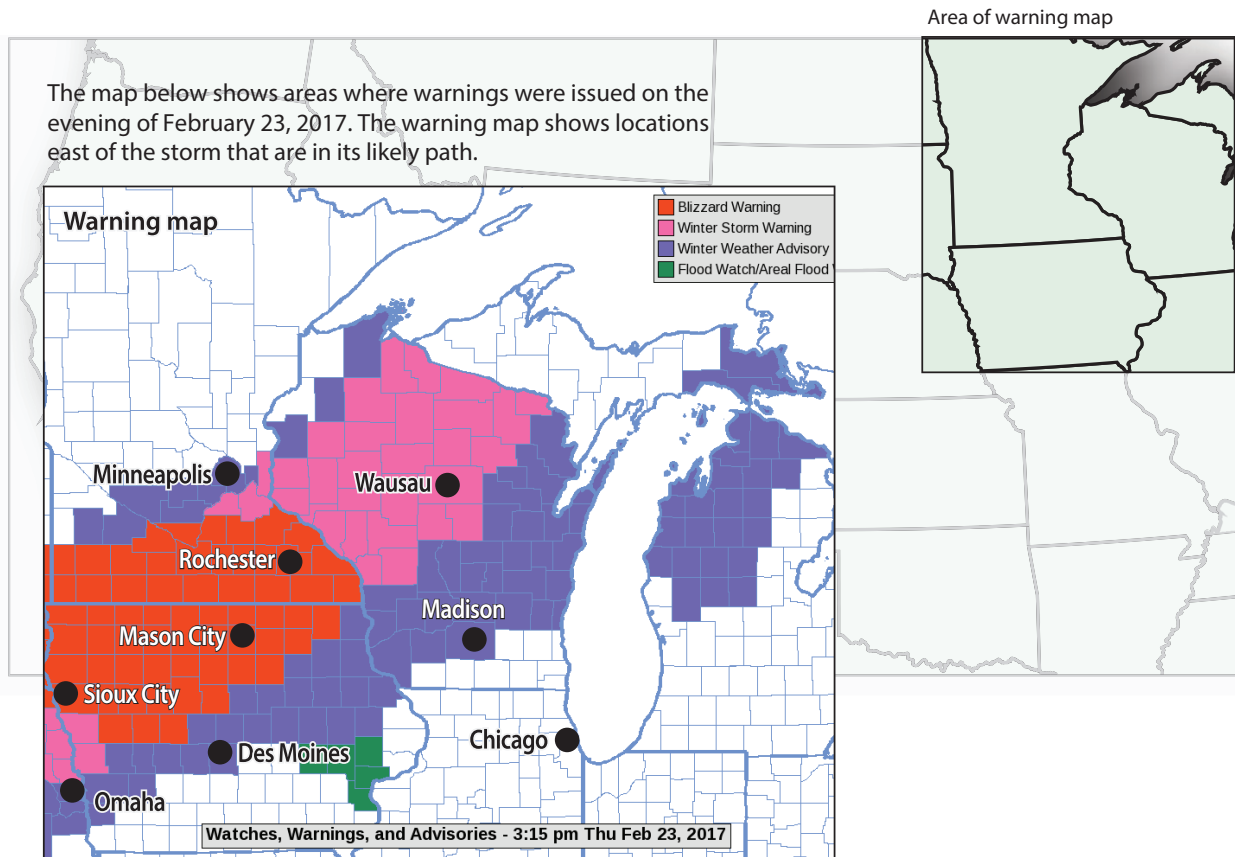 Area of warning map
The map below shows areas where warnings were issued on the
evening of February 23, 2017. The warning map shows locations
east of the storm that are in its likely path.
Warning map
Blizzard Warning
Winter Storm Warning
Winter Weather Advisory
Flood Watch/Areal Flood
Minneapolis
Wausau
Rochester
Madison
Mason City
Sioux City
Chicago
Des Moines
Omaha
Watches, Warnings, and Advisories - 3:15 pm Thu Feb 23, 2017